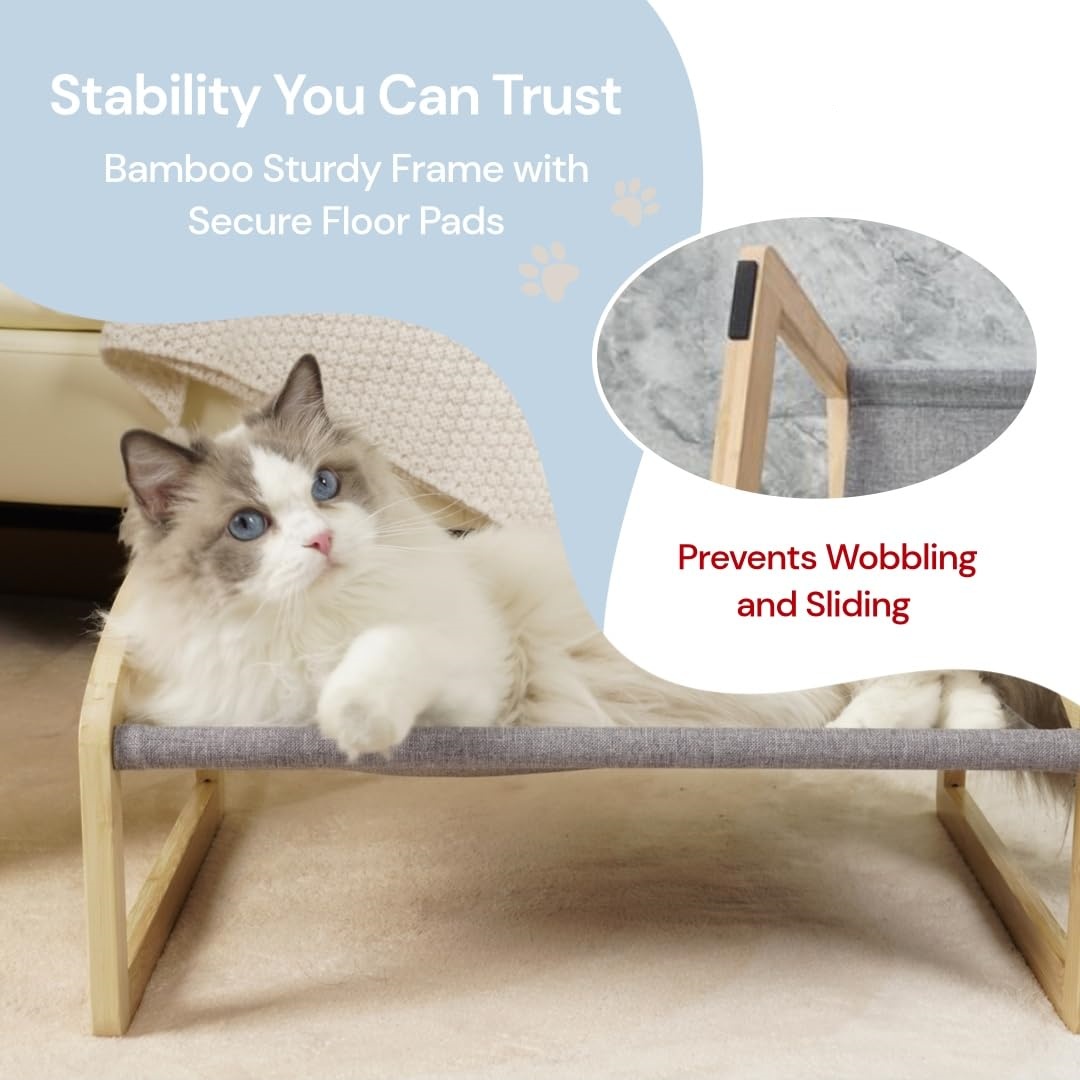 Stability You Can Trust
Bamboo Sturdy Frame with
Secure Floor Pads
Prevents Wobbling
and Sliding